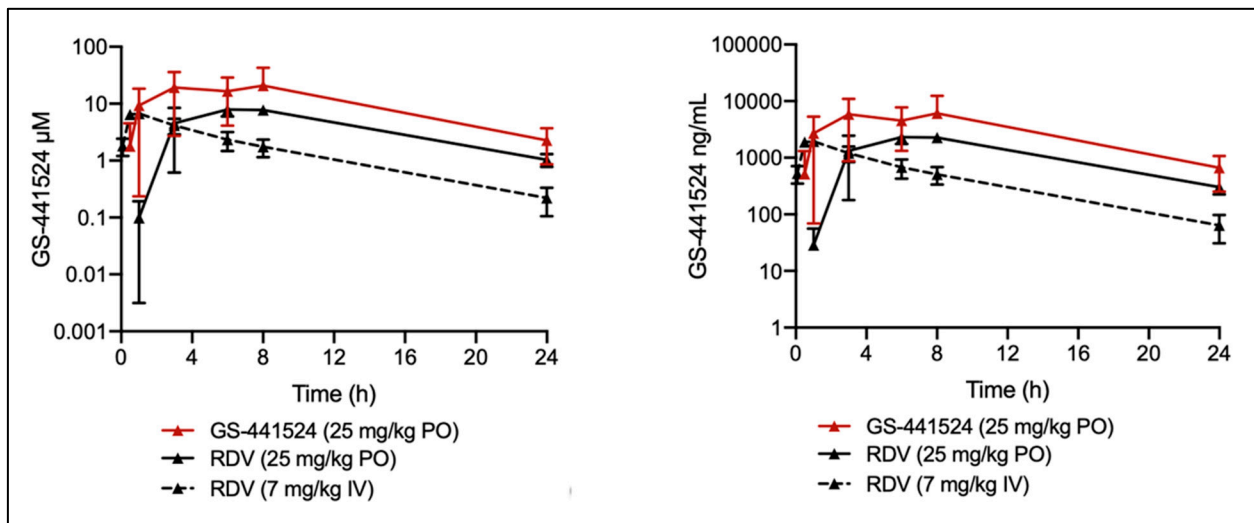 100
10
1
0.1
0.01
0.001
GS-441524 µM
0 4 8 12 16 20 24
Time (h)
GS-441524 (25 mg/kg PO)
RDV (25 mg/kg PO)
RDV (7 mg/kg IV)
100000
10000
1000
100
10
1
GS-441524 ng/mL
0 4 8 12 16 20 24
Time (h)
GS-441524 (25 mg/kg PO)
RDV (25 mg/kg PO)
RDV (7 mg/kg IV)